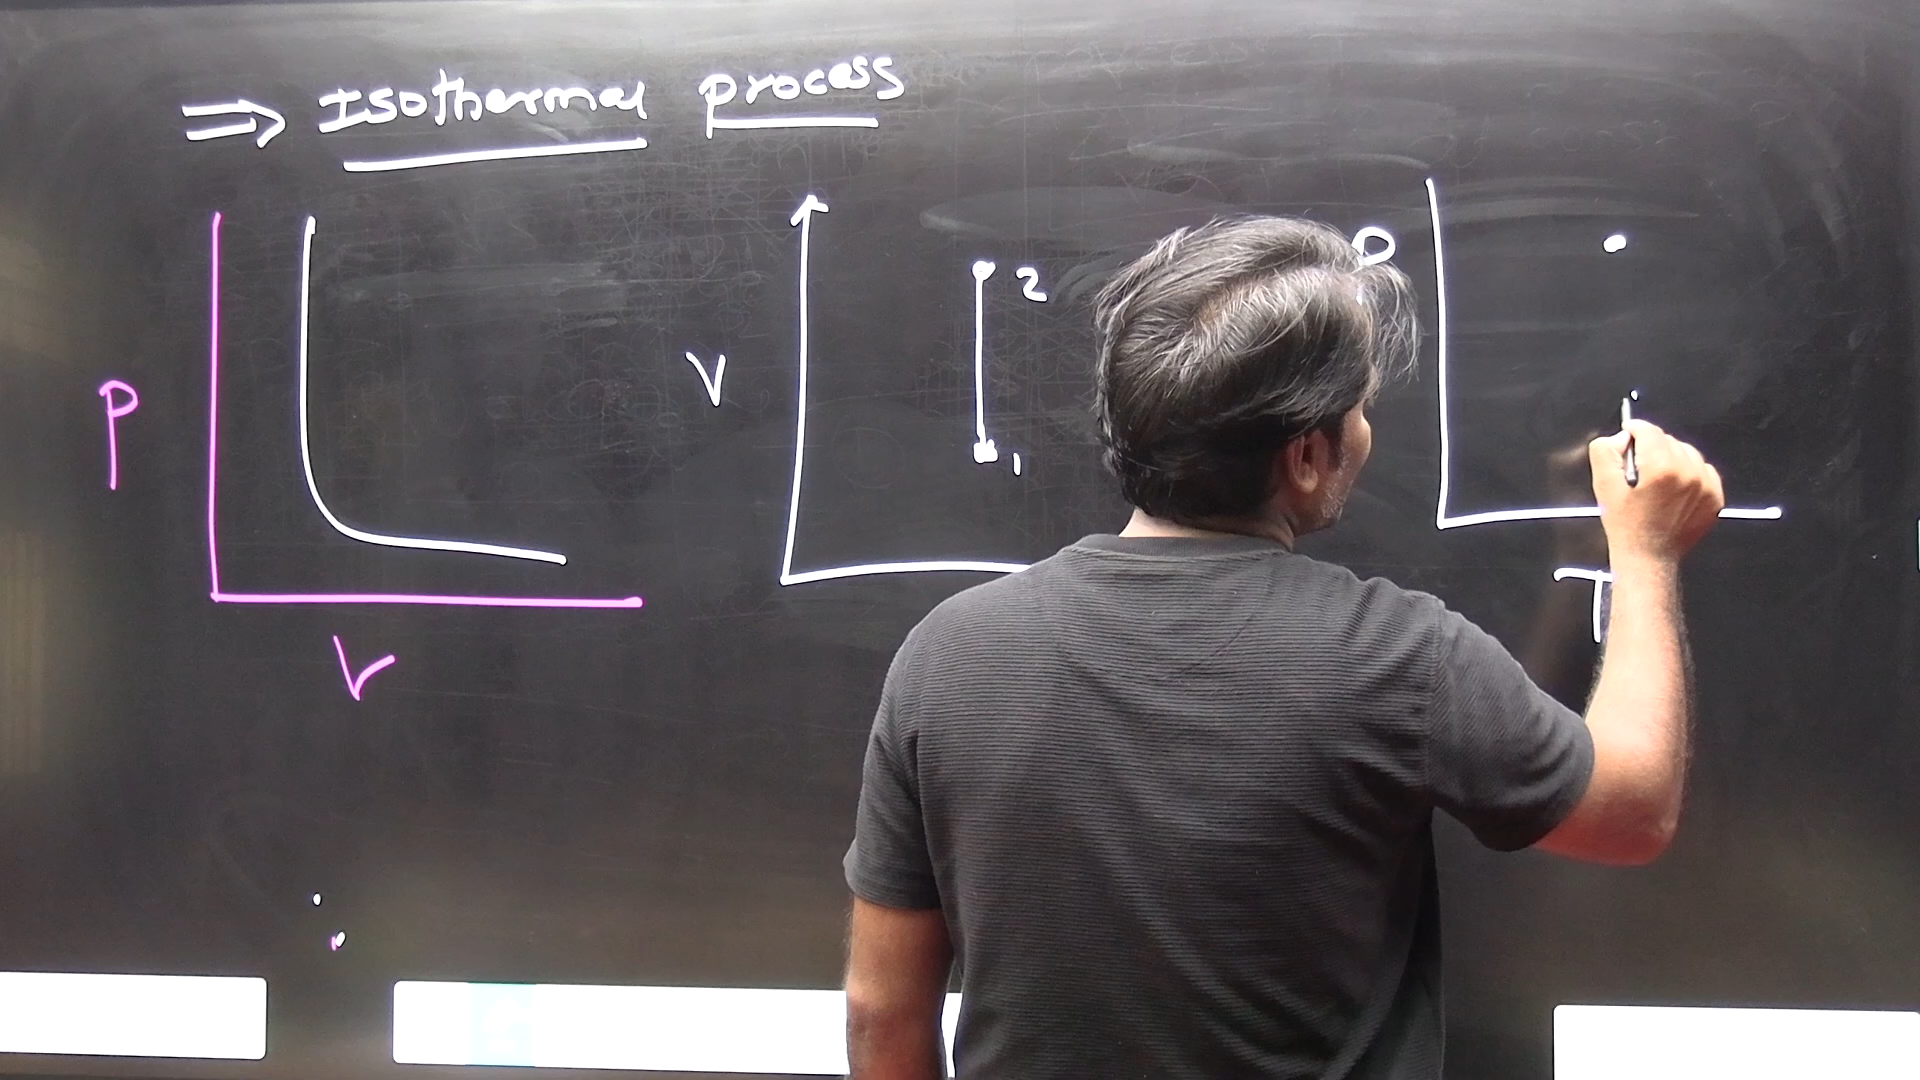 ⇒ Isothermal process
P
V
V
2
1
P
T